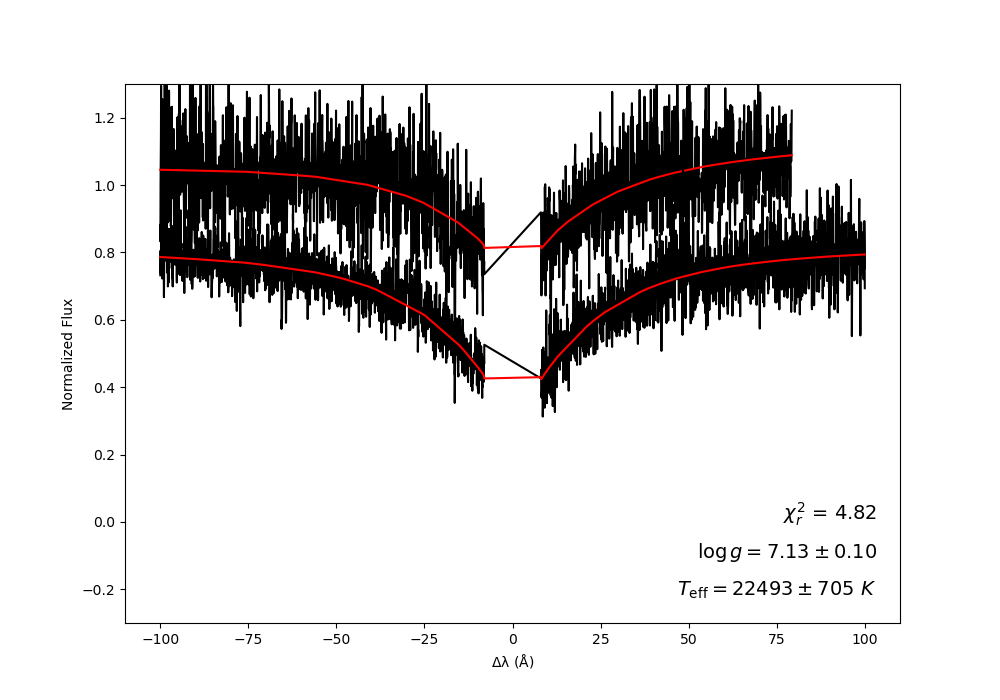 1.2
1.0
0.8
0.6
0.4
0.2
0.0
−0.2
Normalized Flux
χ²ᵣ = 4.82
log g = 7.13 ± 0.10
T_eff = 22493 ± 705 K
−100 −75 −50 −25 0 25 50 75 100
Δλ (Å)